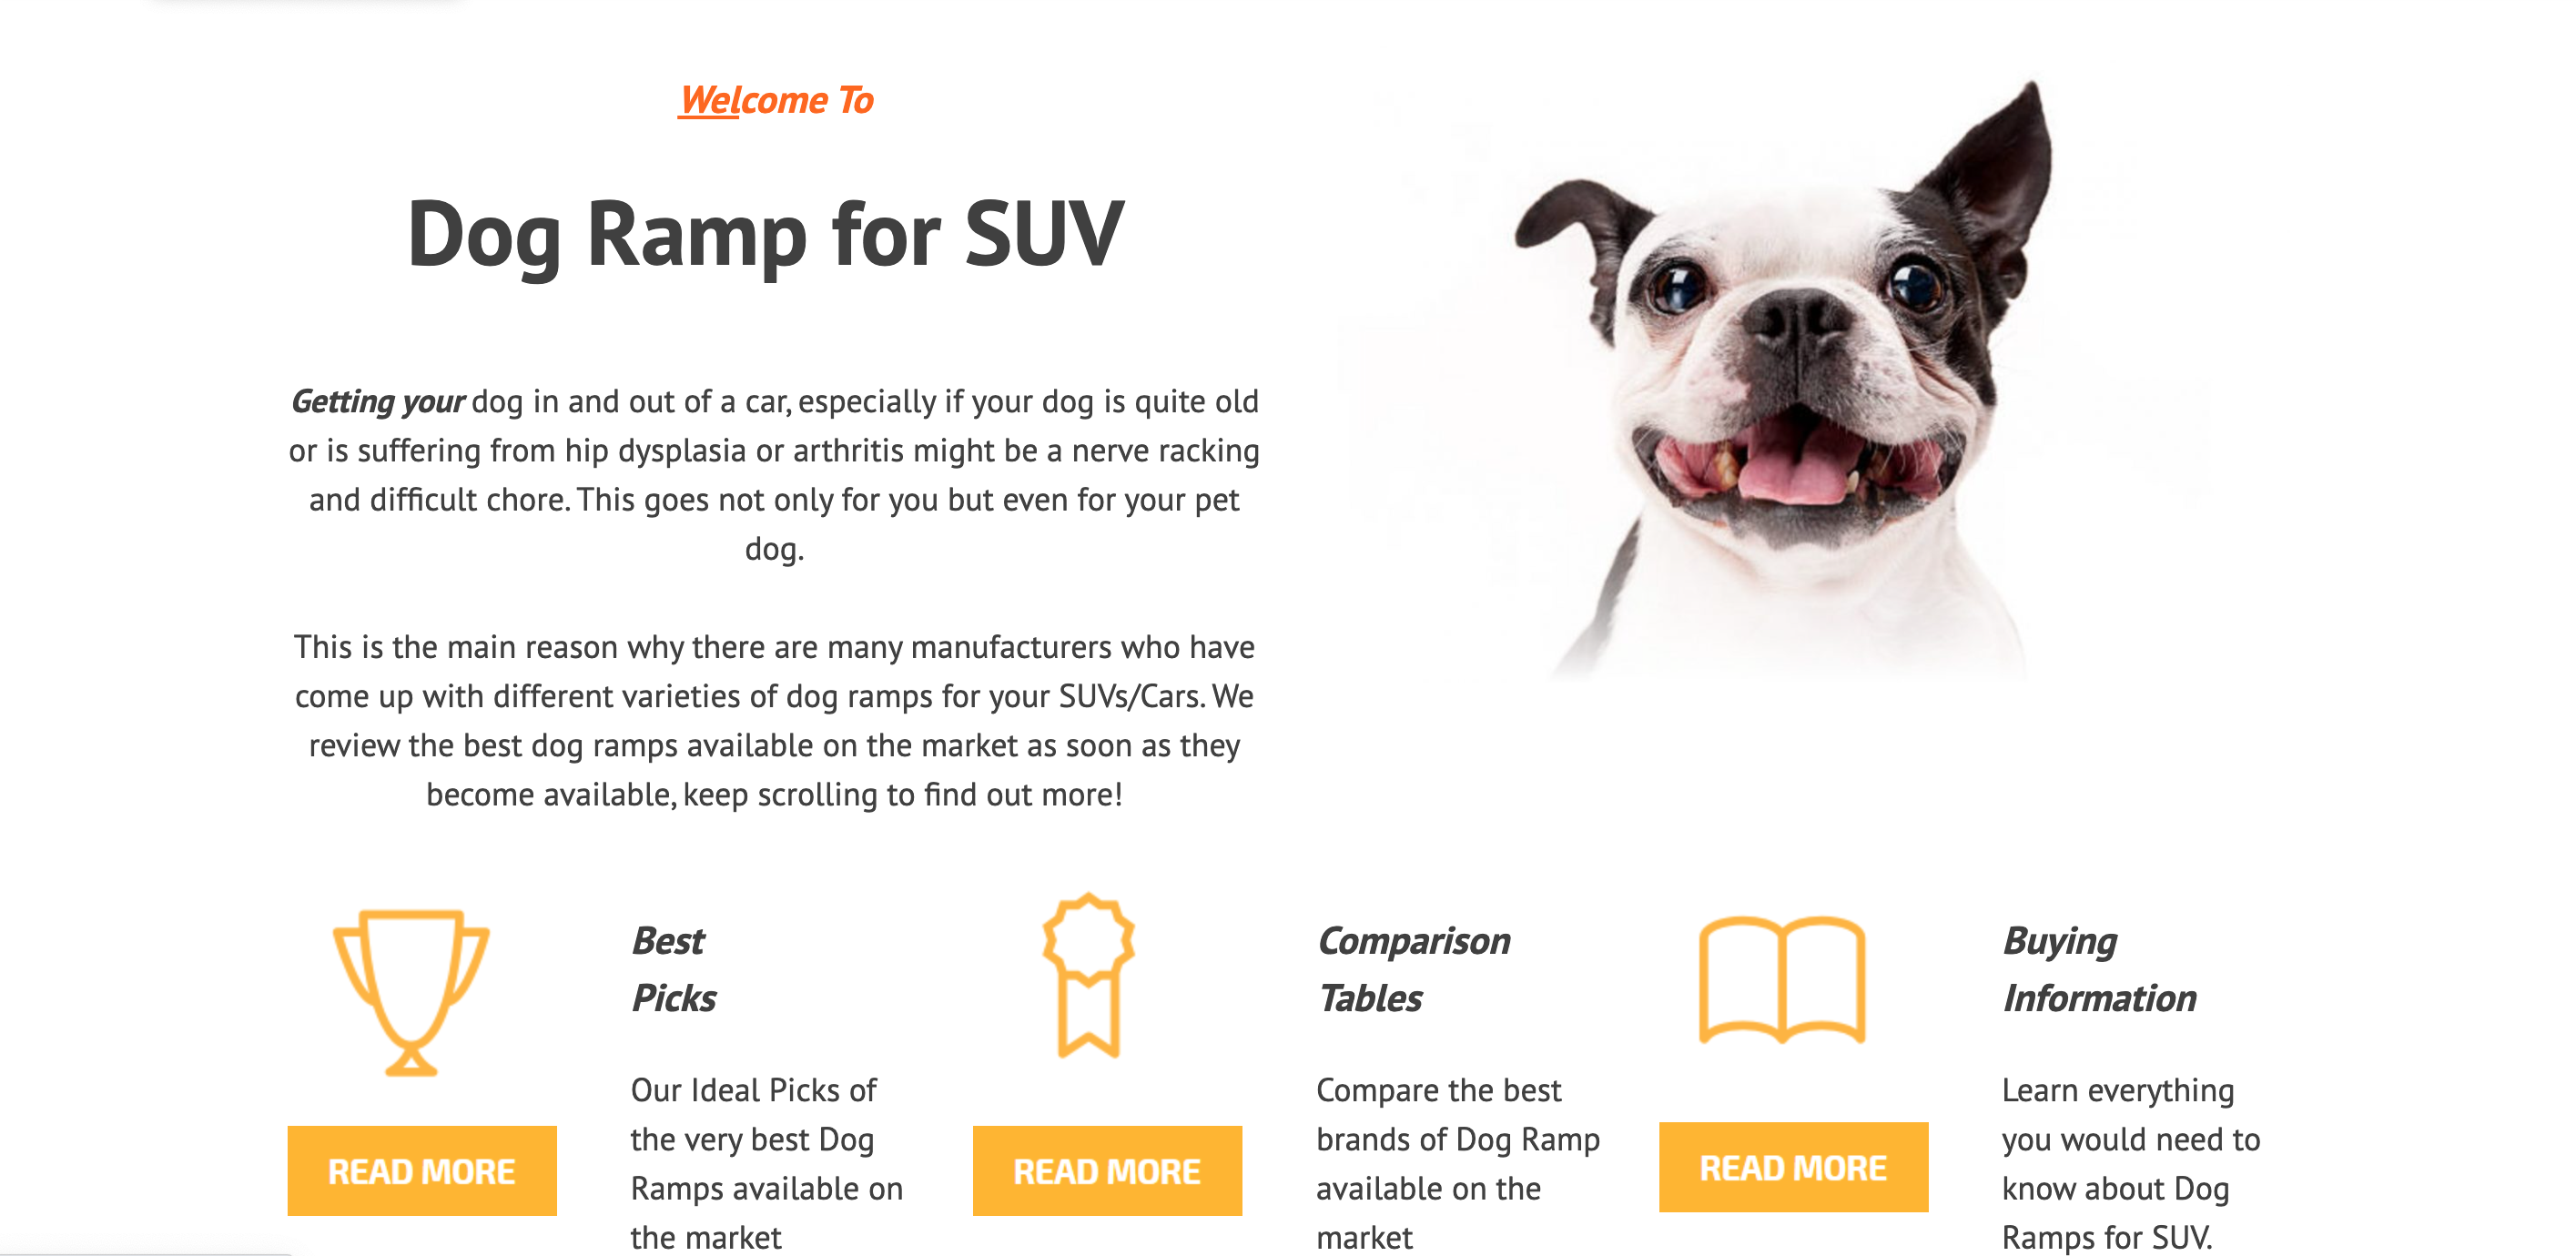 Welcome To
Dog Ramp for SUV
Getting your dog in and out of a car, especially if your dog is quite old
or is suffering from hip dysplasia or arthritis might be a nerve racking
and difficult chore. This goes not only for you but even for your pet
dog.
This is the main reason why there are many manufacturers who have
come up with different varieties of dog ramps for your SUVs/Cars. We
review the best dog ramps available on the market as soon as they
become available, keep scrolling to find out more!
READ MORE
Best
Picks
Our Ideal Picks of
the very best Dog
Ramps available on
the market
READ MORE
Comparison
Tables
Compare the best
brands of Dog Ramp
available on the
market
READ MORE
Buying
Information
Learn everything
you would need to
know about Dog
Ramps for SUV.